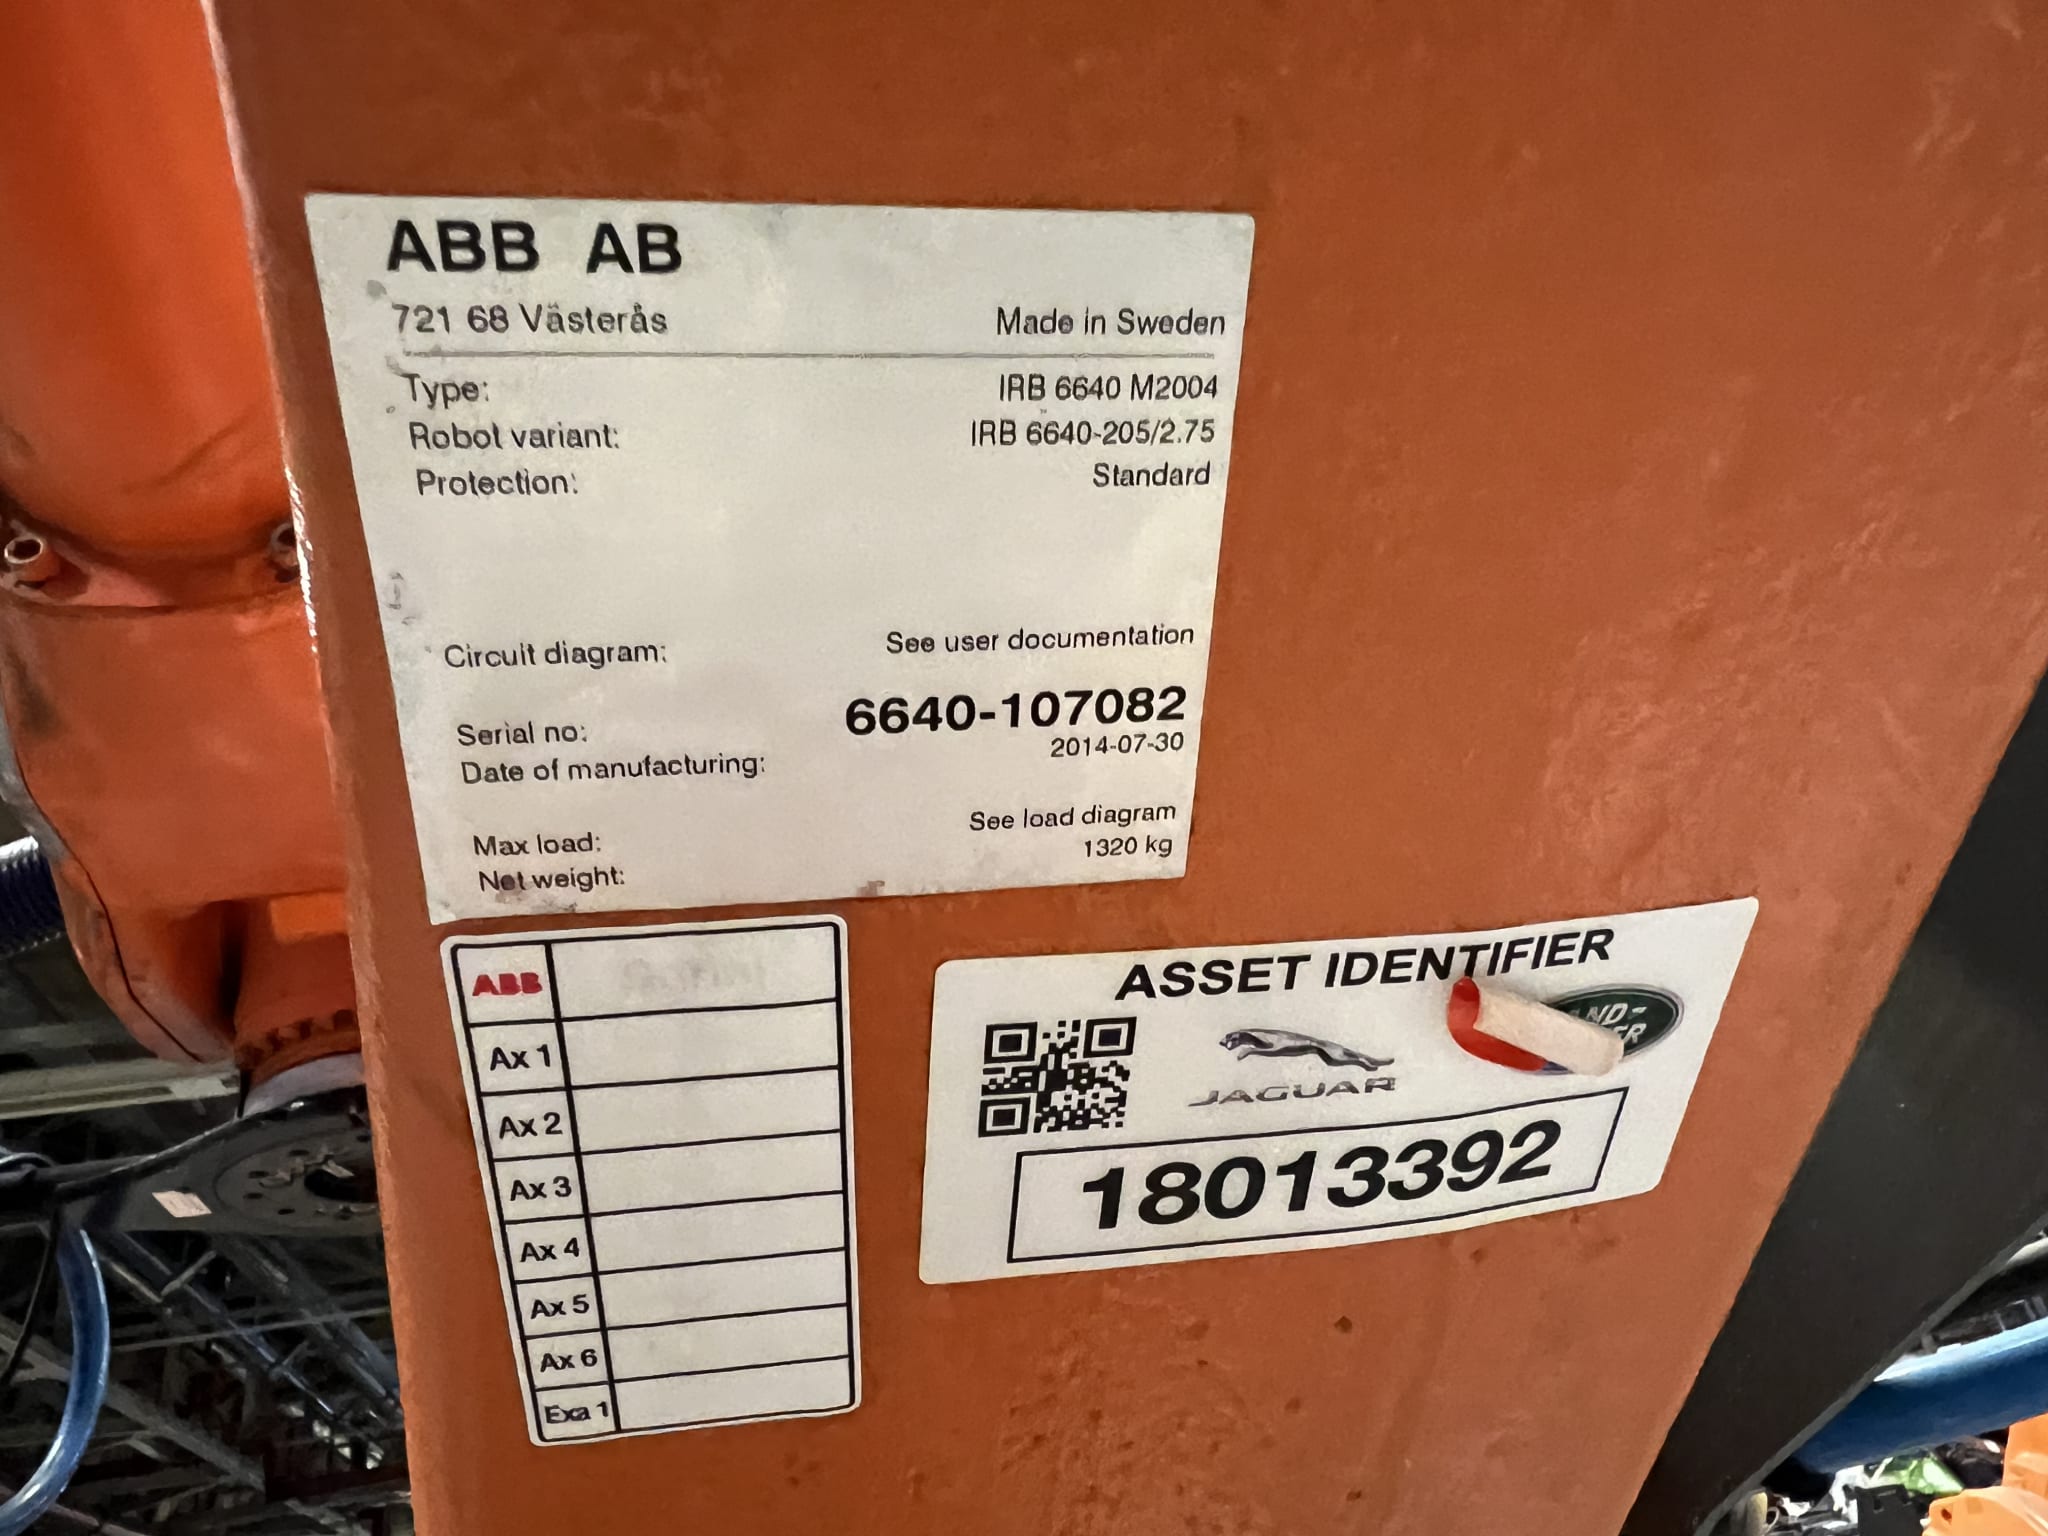 ABB AB
721 68 Västerås Made in Sweden
Type: IRB 6640 M2004
Robot variant: IRB 6640-205/2.75
Protection: Standard
Circuit diagram: See user documentation
Serial no: 6640-107082
Date of manufacturing: 2014-07-30
Max load: See load diagram
Net weight: 1320 kg
ABB
Ax 1
Ax 2
Ax 3
Ax 4
Ax 5
Ax 6
Exa 1
ASSET IDENTIFIER
JAGUAR
18013392